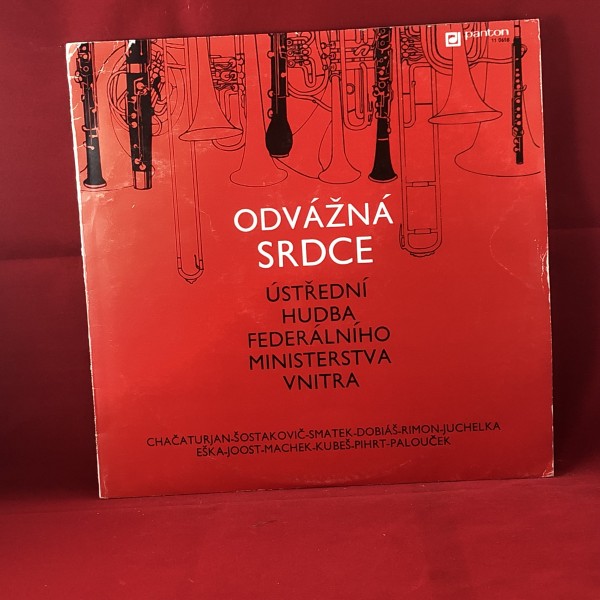 panton
ODVÁŽNÁ
SRDCE
ÚSTŘEDNÍ
HUDBA
FEDERÁLNÍHO
MINISTERSTVA
VNITRA
CHAČATURJAN-ŠOSTAKOVIČ-SMATEK-DOBIÁŠ-RIMON-JUCHELKA
EŠKA-JOOST-MACHEK-KUBEŠ-PIHRT-PALOUČEK